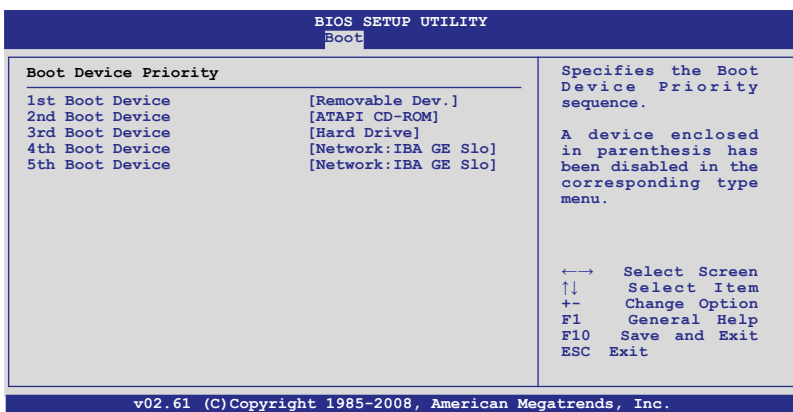 BIOS SETUP UTILITY
Boot
Boot Device Priority
1st Boot Device [Removable Dev.]
2nd Boot Device [ATAPI CD-ROM]
3rd Boot Device [Hard Drive]
4th Boot Device [Network:IBA GE Slo]
5th Boot Device [Network:IBA GE Slo]
Specifies the Boot
Device Priority
sequence.
A device enclosed
in parenthesis has
been disabled in the
corresponding type
menu.
←→ Select Screen
↑↓ Select Item
+- Change Option
F1 General Help
F10 Save and Exit
ESC Exit
v02.61 (C)Copyright 1985-2008, American Megatrends, Inc.